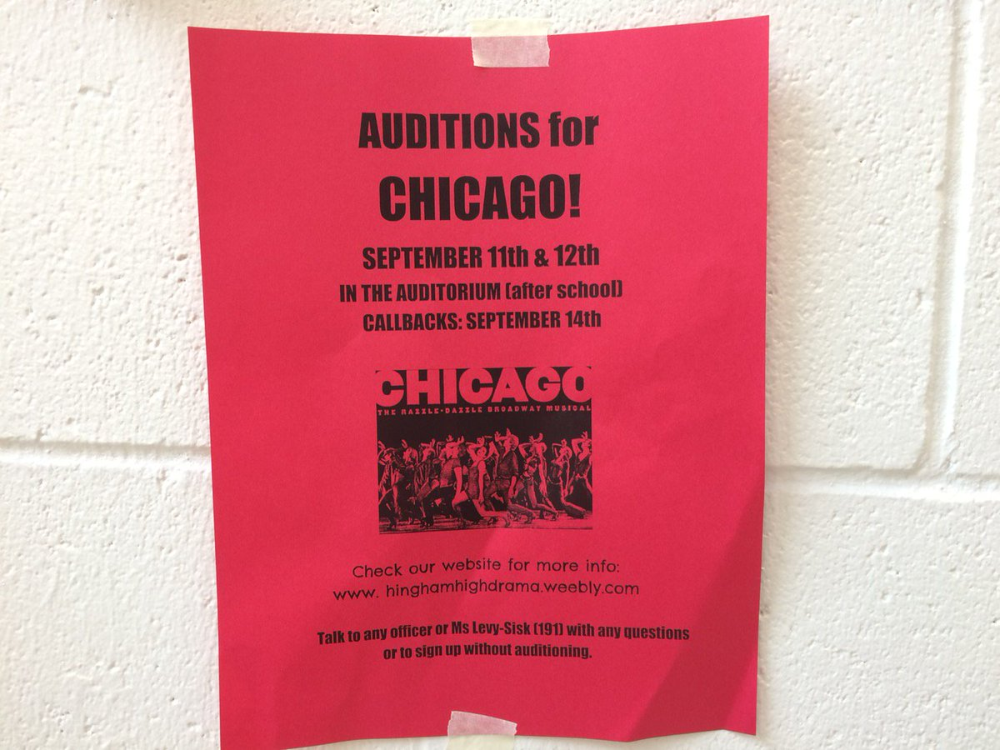 AUDITIONS for
CHICAGO!
SEPTEMBER 11th & 12th
IN THE AUDITORIUM (after school)
CALLBACKS: SEPTEMBER 14th
CHICAGO
THE RAZZLE-DAZZLE BROADWAY MUSICAL
Check our website for more info:
www. hinghamhighdrama.weebly.com
Talk to any officer or Ms Levy-Sisk (191) with any questions
or to sign up without auditioning.